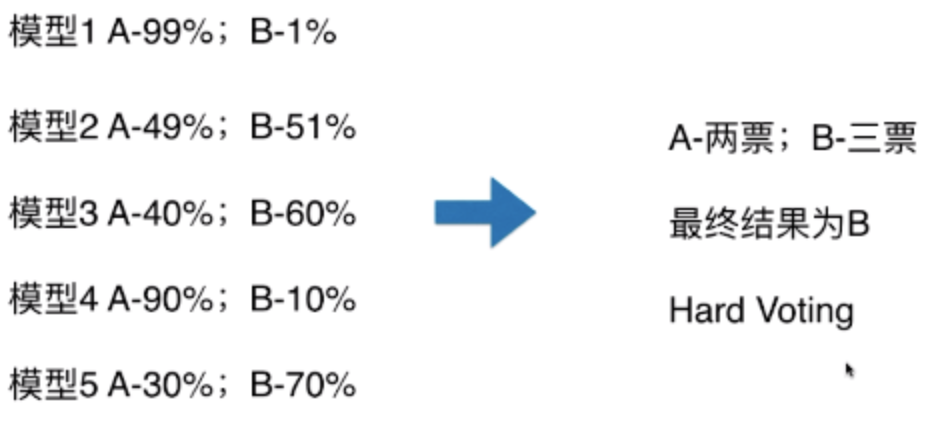 模型1 A-99%；B-1%
模型2 A-49%；B-51%
模型3 A-40%；B-60%
模型4 A-90%；B-10%
模型5 A-30%；B-70%
A-两票；B-三票
最终结果为B
Hard Voting